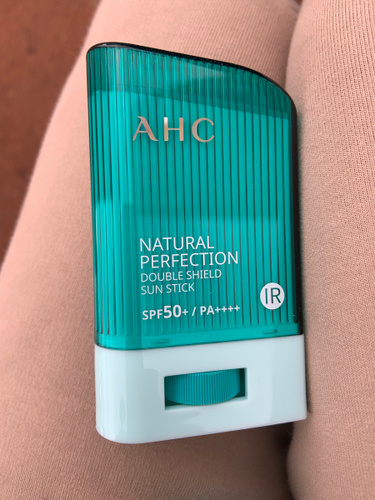 AHC
NATURAL
PERFECTION
DOUBLE SHIELD
SUN STICK
SPF50+ / PA++++
IR